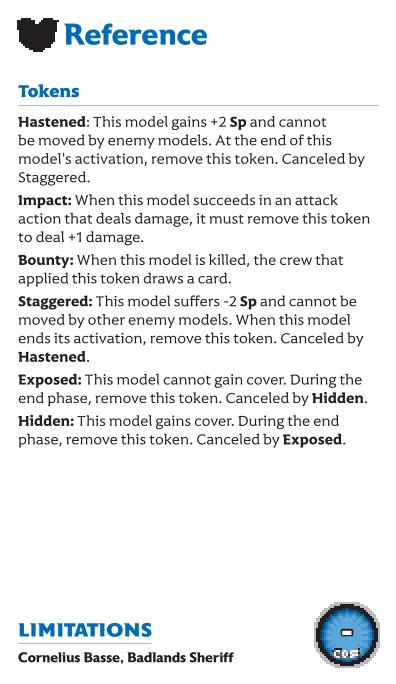 Reference
Tokens
Hastened: This model gains +2 Sp and cannot
be moved by enemy models. At the end of this
model's activation, remove this token. Canceled by
Staggered.
Impact: When this model succeeds in an attack
action that deals damage, it must remove this token
to deal +1 damage.
Bounty: When this model is killed, the crew that
applied this token draws a card.
Staggered: This model suffers -2 Sp and cannot be
moved by other enemy models. When this model
ends its activation, remove this token. Canceled by
Hastened.
Exposed: This model cannot gain cover. During the
end phase, remove this token. Canceled by Hidden.
Hidden: This model gains cover. During the end
phase, remove this token. Canceled by Exposed.
LIMITATIONS
Cornelius Basse, Badlands Sheriff